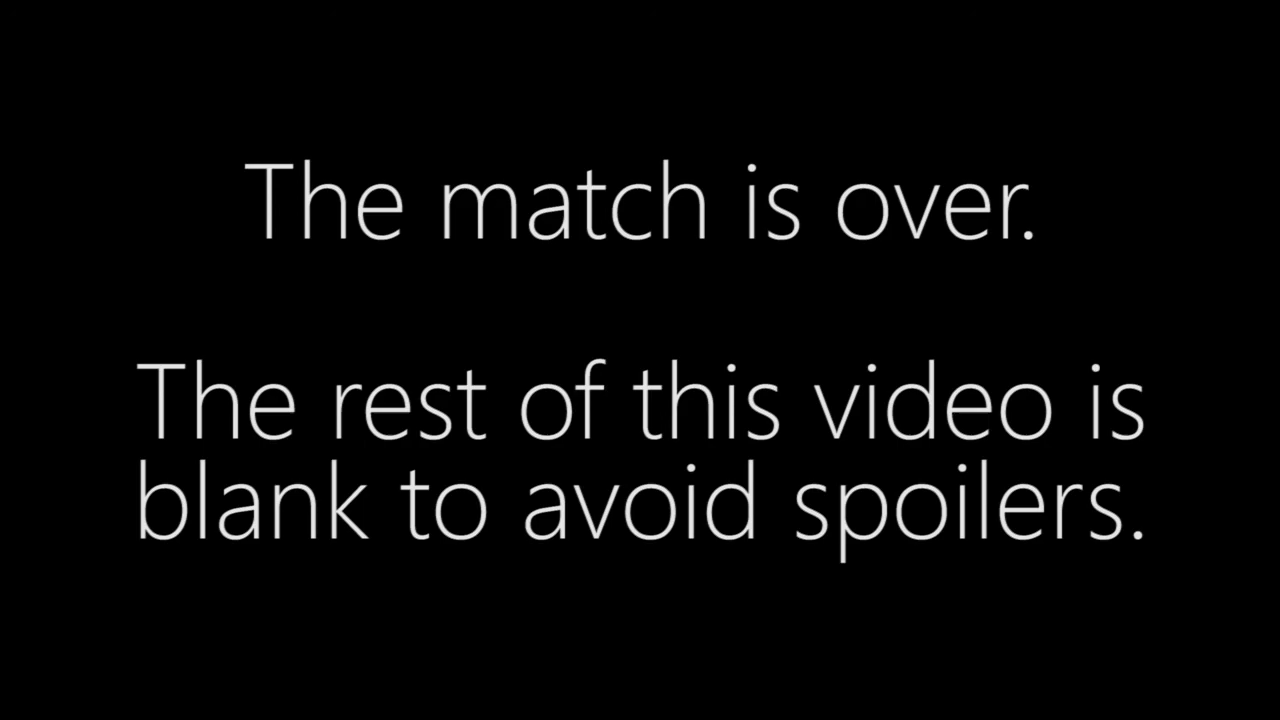 The match is over.
The rest of this video is
blank to avoid spoilers.